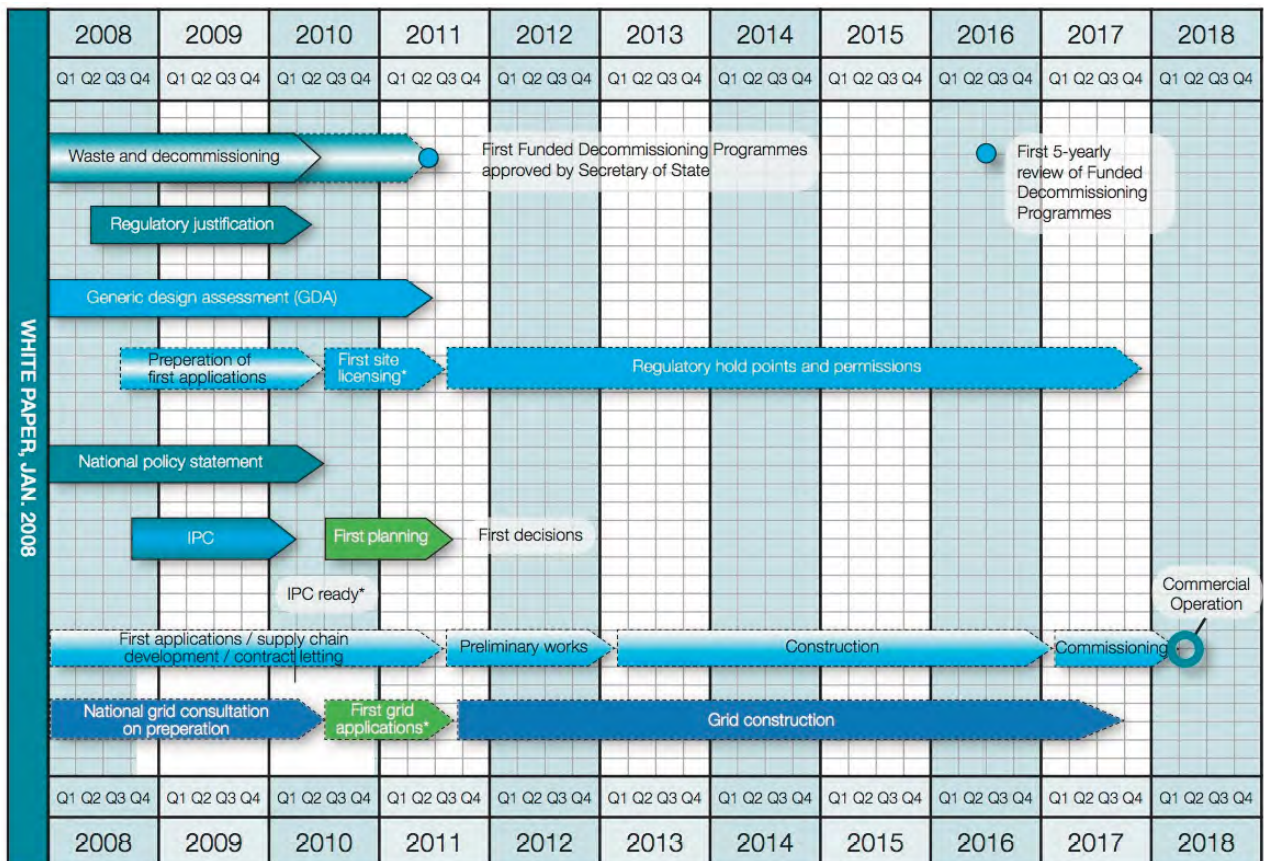 2008 2009 2010 2011 2012 2013 2014 2015 2016 2017 2018
Q1 Q2 Q3 Q4 Q1 Q2 Q3 Q4 Q1 Q2 Q3 Q4 Q1 Q2 Q3 Q4 Q1 Q2 Q3 Q4 Q1 Q2 Q3 Q4 Q1 Q2 Q3 Q4 Q1 Q2 Q3 Q4 Q1 Q2 Q3 Q4 Q1 Q2 Q3 Q4 Q1 Q2 Q3 Q4
WHITE PAPER, JAN. 2008
Waste and decommissioning
First Funded Decommissioning Programmes
approved by Secretary of State
First 5-yearly
review of Funded
Decommissioning
Programmes
Regulatory justification
Generic design assessment (GDA)
Preperation of
first applications
First site
licensing*
Regulatory hold points and permissions
National policy statement
IPC
First planning
First decisions
IPC ready*
Commercial
Operation
First applications / supply chain
development / contract letting
Preliminary works
Construction
Commissioning
National grid consultation
on preperation
First grid
applications*
Grid construction
Q1 Q2 Q3 Q4 Q1 Q2 Q3 Q4 Q1 Q2 Q3 Q4 Q1 Q2 Q3 Q4 Q1 Q2 Q3 Q4 Q1 Q2 Q3 Q4 Q1 Q2 Q3 Q4 Q1 Q2 Q3 Q4 Q1 Q2 Q3 Q4 Q1 Q2 Q3 Q4 Q1 Q2 Q3 Q4
2008 2009 2010 2011 2012 2013 2014 2015 2016 2017 2018